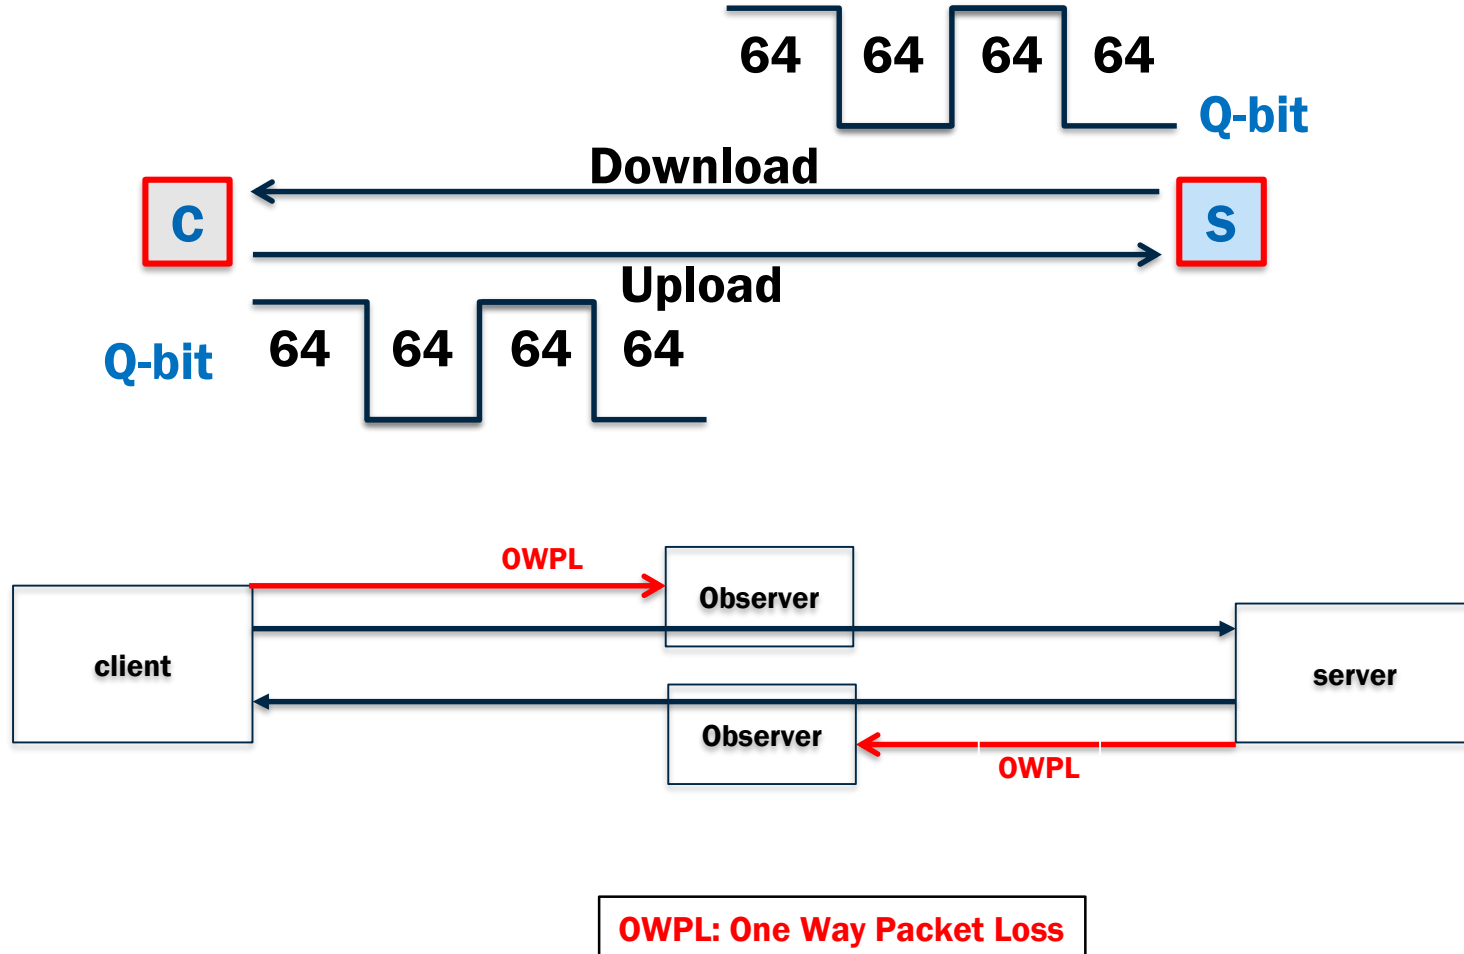 64 64 64 64
Q-bit
Download
C
S
Upload
Q-bit
64 64 64 64
OWPL
Observer
client
server
Observer
OWPL
OWPL: One Way Packet Loss